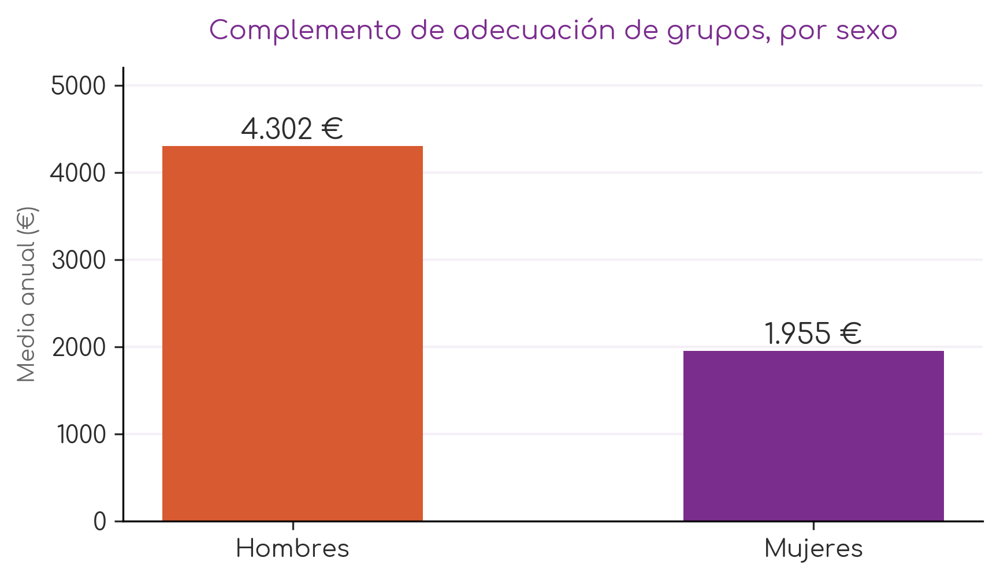 Complemento de adecuación de grupos, por sexo
Media anual (€)
5000
4000
3000
2000
1000
0
4.302 €
1.955 €
Hombres
Mujeres